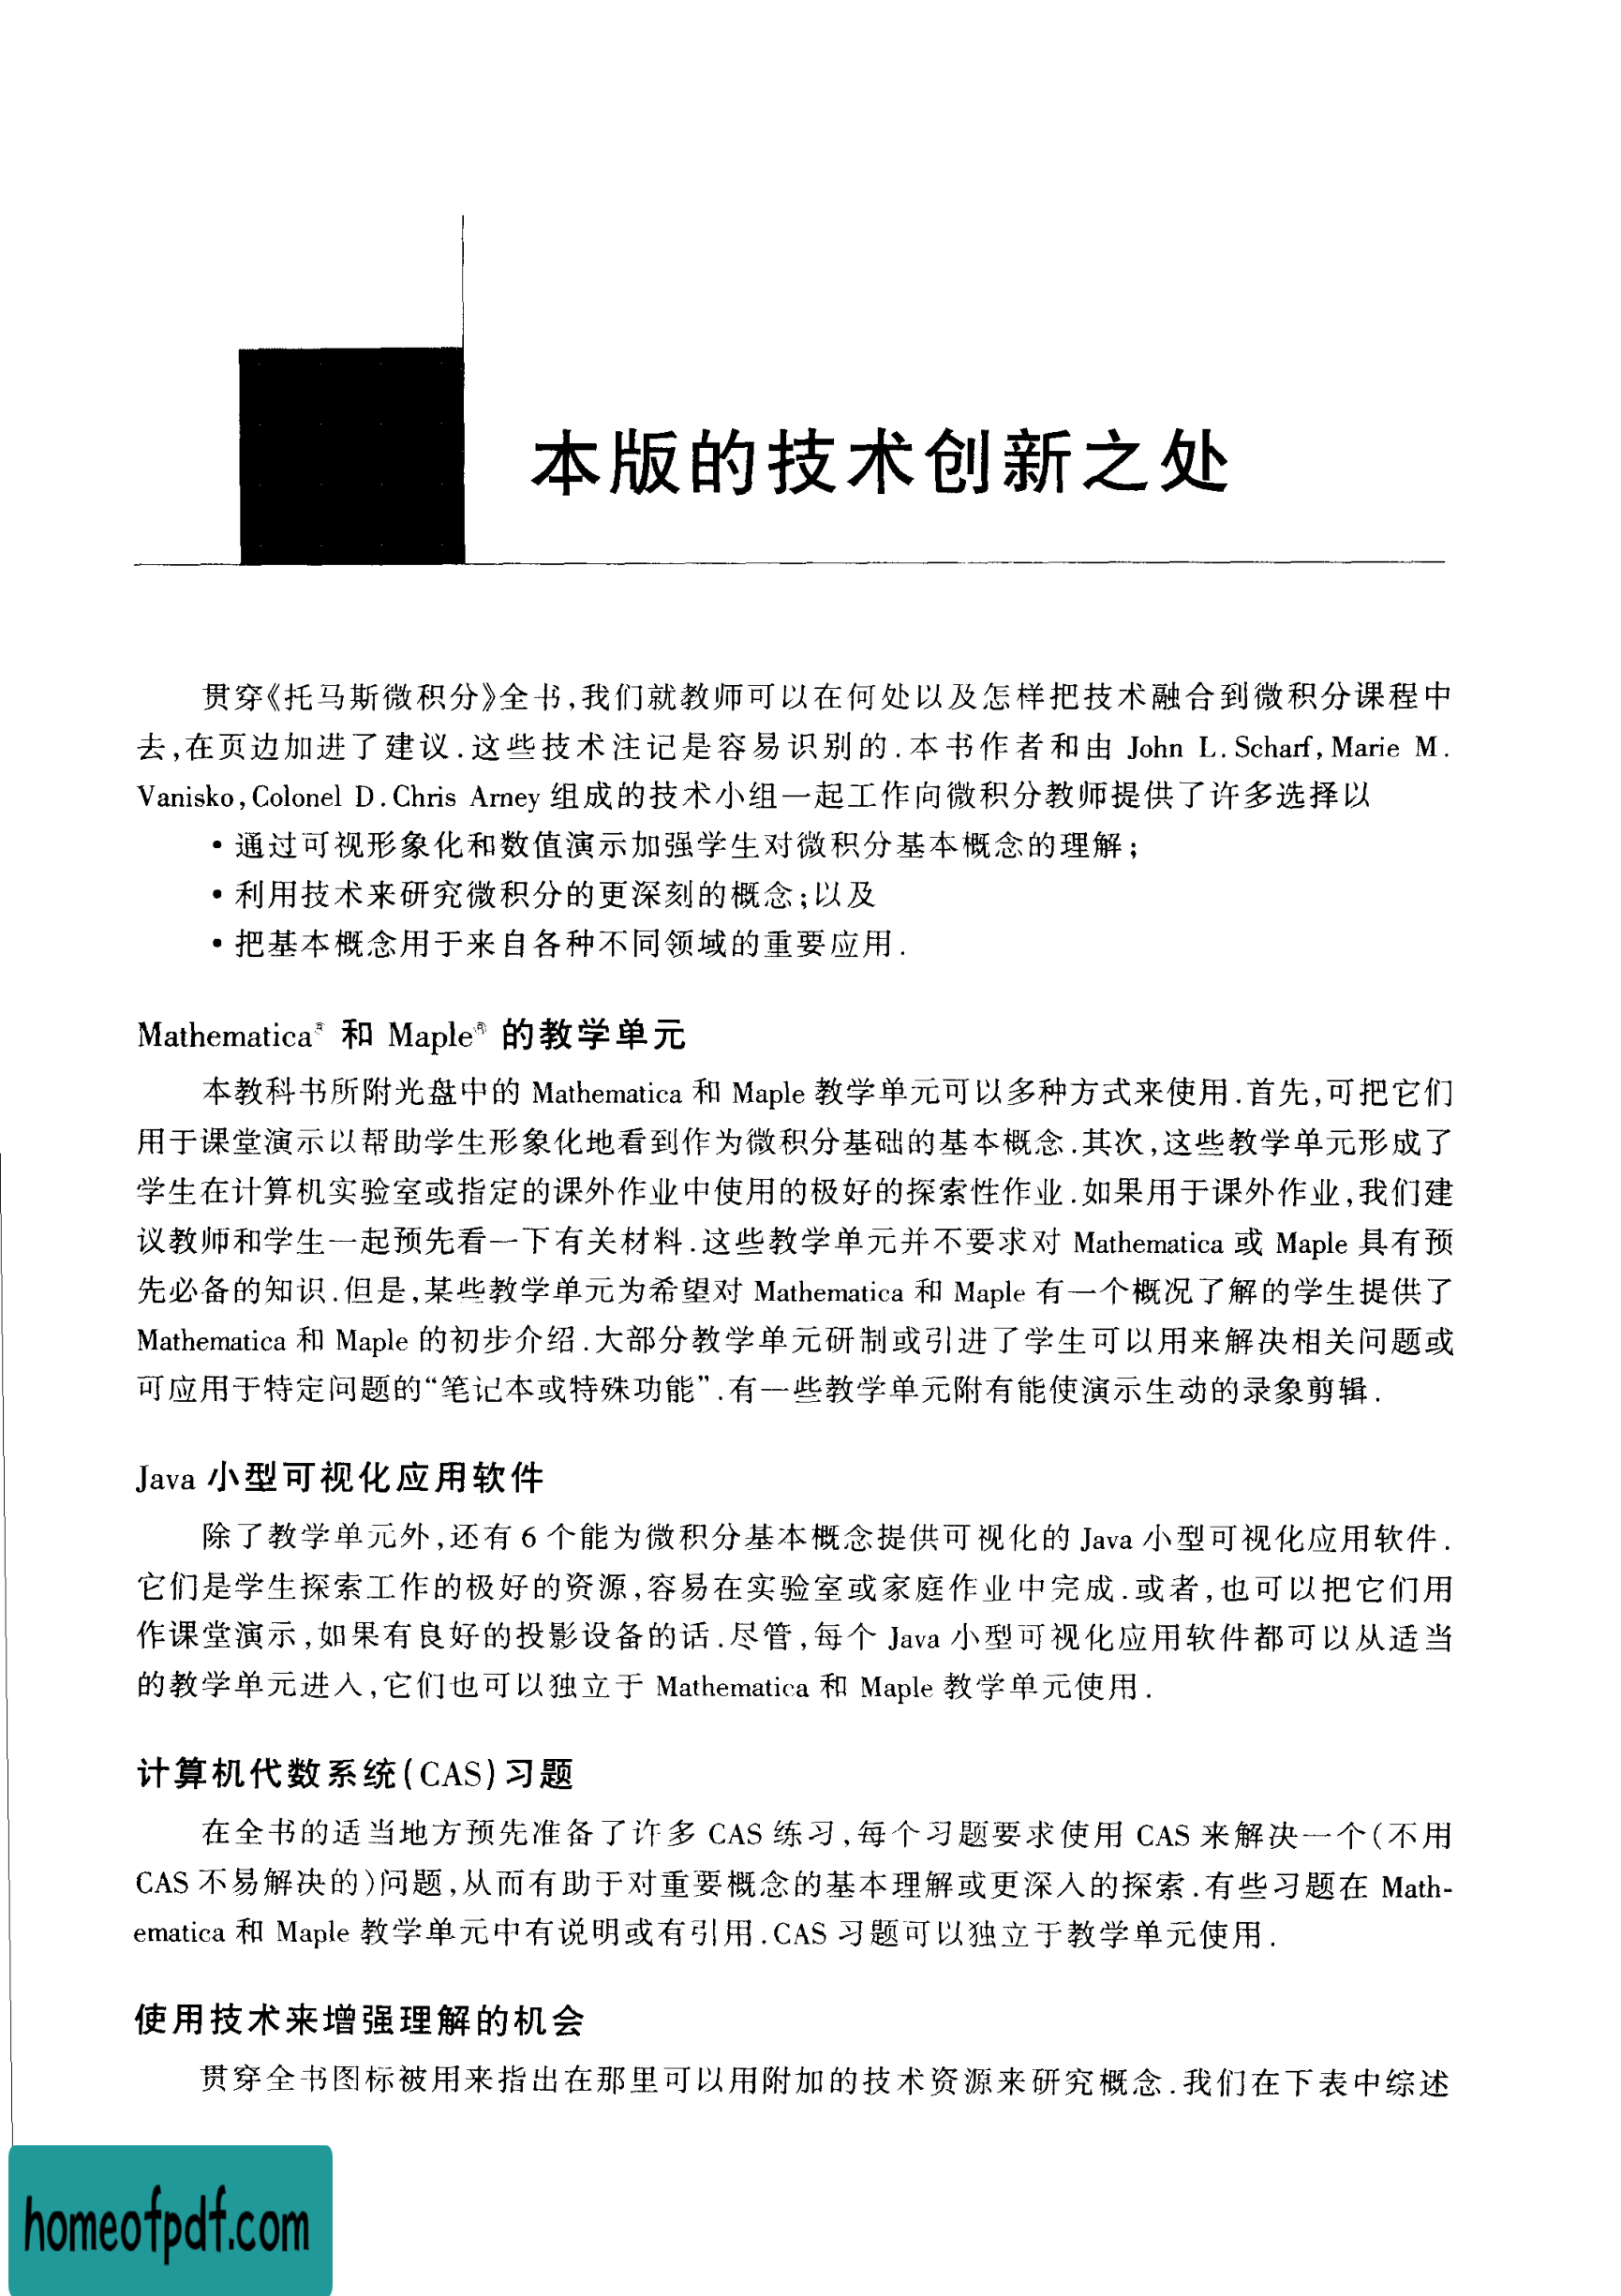 本版的技术创新之处
贯穿《托马斯微积分》全书,我们就教师可以在何处以及怎样把技术融合到微积分课程中
去,在页边加进了建议.这些技术注记是容易识别的.本书作者和由 John L. Scharf, Marie M.
Vanisko, Colonel D. Chris Arney 组成的技术小组一起工作向微积分教师提供了许多选择以
• 通过可视形象化和数值演示加强学生对微积分基本概念的理解;
• 利用技术来研究微积分的更深刻的概念;以及
• 把基本概念用于来自各种不同领域的重要应用.
Mathematica® 和 Maple® 的教学单元
本教科书所附光盘中的 Mathematica 和 Maple 教学单元可以多种方式来使用.首先,可把它们
用于课堂演示以帮助学生形象化地看到作为微积分基础的基本概念.其次,这些教学单元形成了
学生在计算机实验室或指定的课外作业中使用的极好的探索性作业.如果用于课外作业,我们建
议教师和学生一起预先看一下有关材料.这些教学单元并不要求对 Mathematica 或 Maple 具有预
先必备的知识.但是,某些教学单元为希望对 Mathematica 和 Maple 有一个概况了解的学生提供了
Mathematica 和 Maple 的初步介绍.大部分教学单元研制或引进了学生可以用来解决相关问题或
可应用于特定问题的“笔记本或特殊功能”.有一些教学单元附有能使演示生动的录象剪辑.
Java 小型可视化应用软件
除了教学单元外,还有 6 个能为微积分基本概念提供可视化的 Java 小型可视化应用软件.
它们是学生探索工作的极好的资源,容易在实验室或家庭作业中完成.或者,也可以把它们用
作课堂演示,如果有良好的投影设备的话.尽管,每个 Java 小型可视化应用软件都可以从适当
的教学单元进入,它们也可以独立于 Mathematica 和 Maple 教学单元使用.
计算机代数系统(CAS)习题
在全书的适当地方预先准备了许多 CAS 练习,每个习题要求使用 CAS 来解决一个(不用
CAS 不易解决的)问题,从而有助于对重要概念的基本理解或更深入的探索.有些习题在 Math-
ematica 和 Maple 教学单元中有说明或有引用.CAS 习题可以独立于教学单元使用.
使用技术来增强理解的机会
贯穿全书图标被用来指出在那里可以用附加的技术资源来研究概念.我们在下表中综述
homeofpdf.com